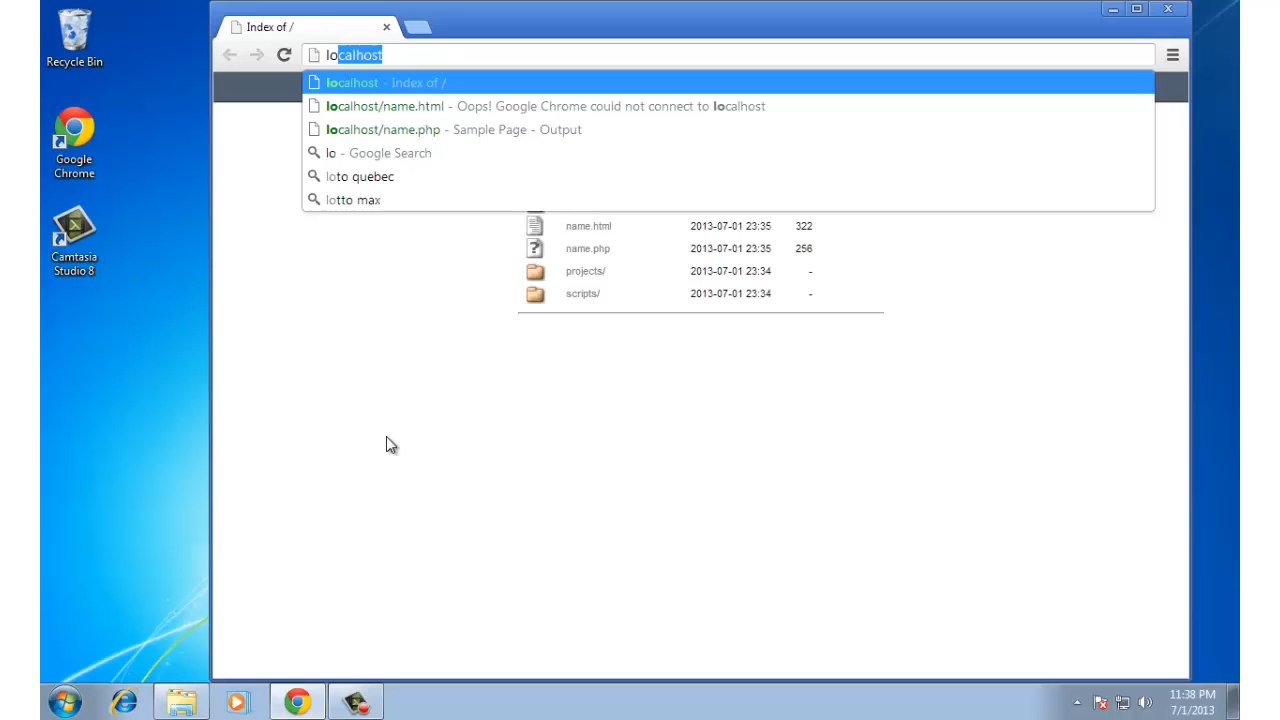 Recycle Bin
Google
Chrome
Camtasia
Studio 8
Index of /
localhost
localhost - Index of /
localhost/name.html - Oops! Google Chrome could not connect to localhost
localhost/name.php - Sample Page - Output
lo - Google Search
loto quebec
lotto max
name.html 2013-07-01 23:35 322
name.php 2013-07-01 23:35 256
projects/ 2013-07-01 23:34 -
scripts/ 2013-07-01 23:34 -
11:38 PM
7/1/2013